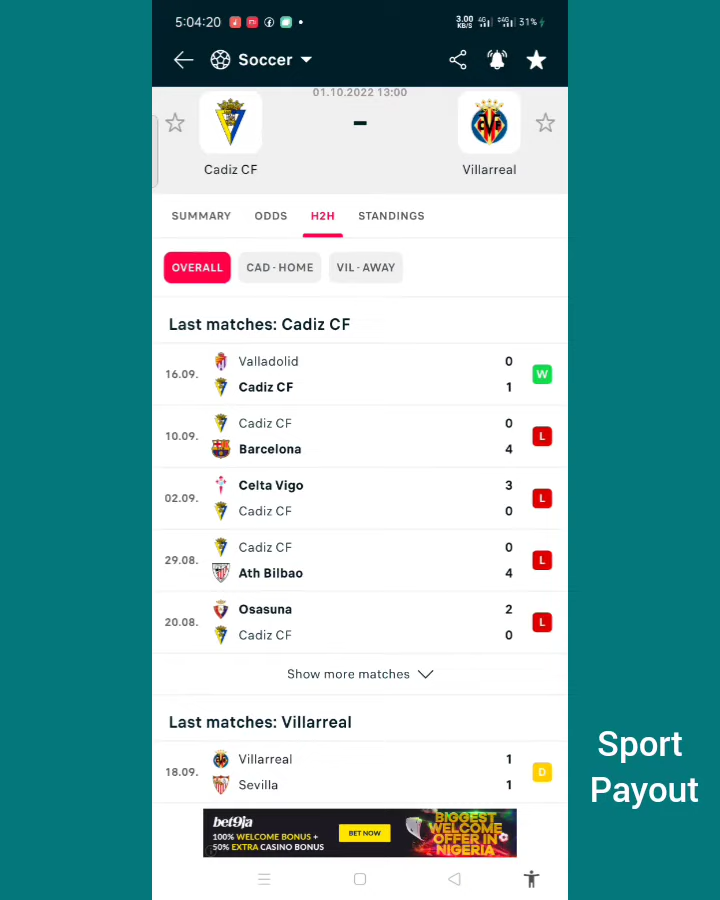 5:04:20
3.00 KB/S 4G 4G 31%
Soccer
01.10.2022 13:00
-
Cadiz CF
Villarreal
SUMMARY ODDS H2H STANDINGS
OVERALL CAD - HOME VIL - AWAY
Last matches: Cadiz CF
16.09. Valladolid 0
Cadiz CF 1
W
10.09. Cadiz CF 0
Barcelona 4
L
02.09. Celta Vigo 3
Cadiz CF 0
L
29.08. Cadiz CF 0
Ath Bilbao 4
L
20.08. Osasuna 2
Cadiz CF 0
L
Show more matches
Last matches: Villarreal
18.09. Villarreal 1
Sevilla 1
D
bet9ja
100% WELCOME BONUS +
50% EXTRA CASINO BONUS
BET NOW
BIGGEST
WELCOME
OFFER IN
NIGERIA
Sport
Payout